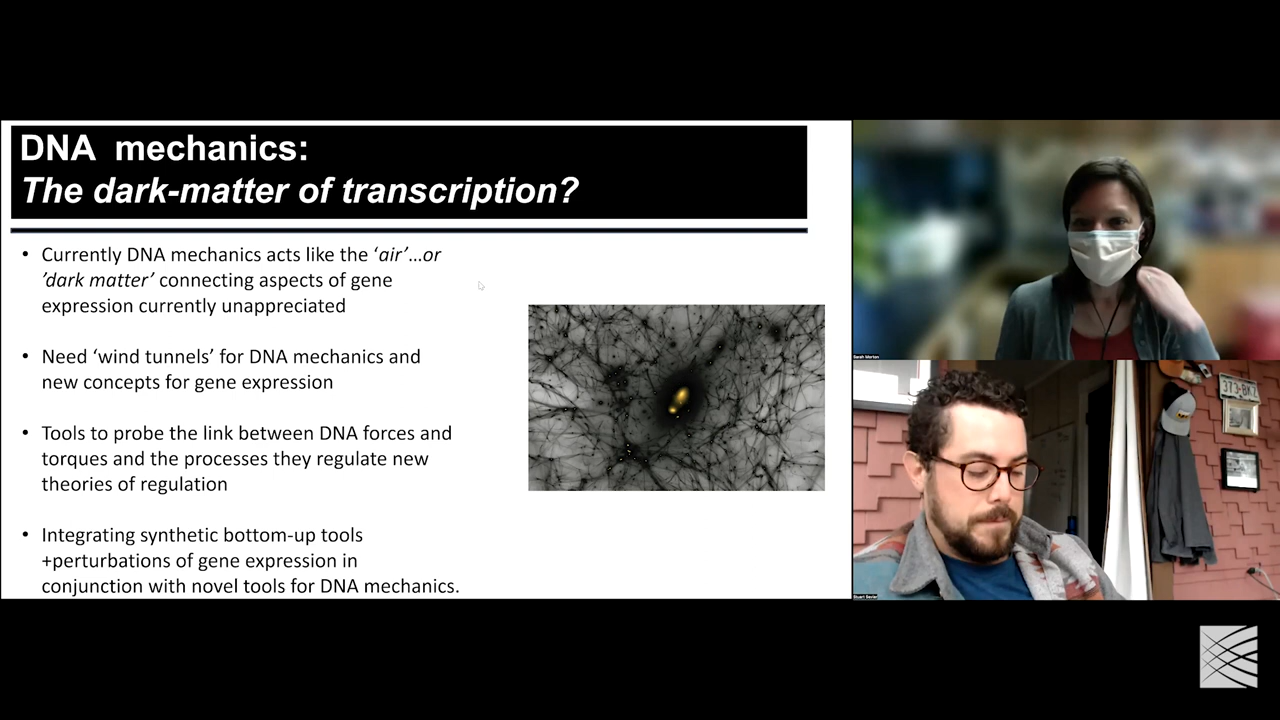 DNA mechanics:
The dark-matter of transcription?
• Currently DNA mechanics acts like the ‘air’…or
’dark matter’ connecting aspects of gene
expression currently unappreciated
• Need ‘wind tunnels’ for DNA mechanics and
new concepts for gene expression
• Tools to probe the link between DNA forces and
torques and the processes they regulate new
theories of regulation
• Integrating synthetic bottom-up tools
+perturbations of gene expression in
conjunction with novel tools for DNA mechanics.
Sarah Morton